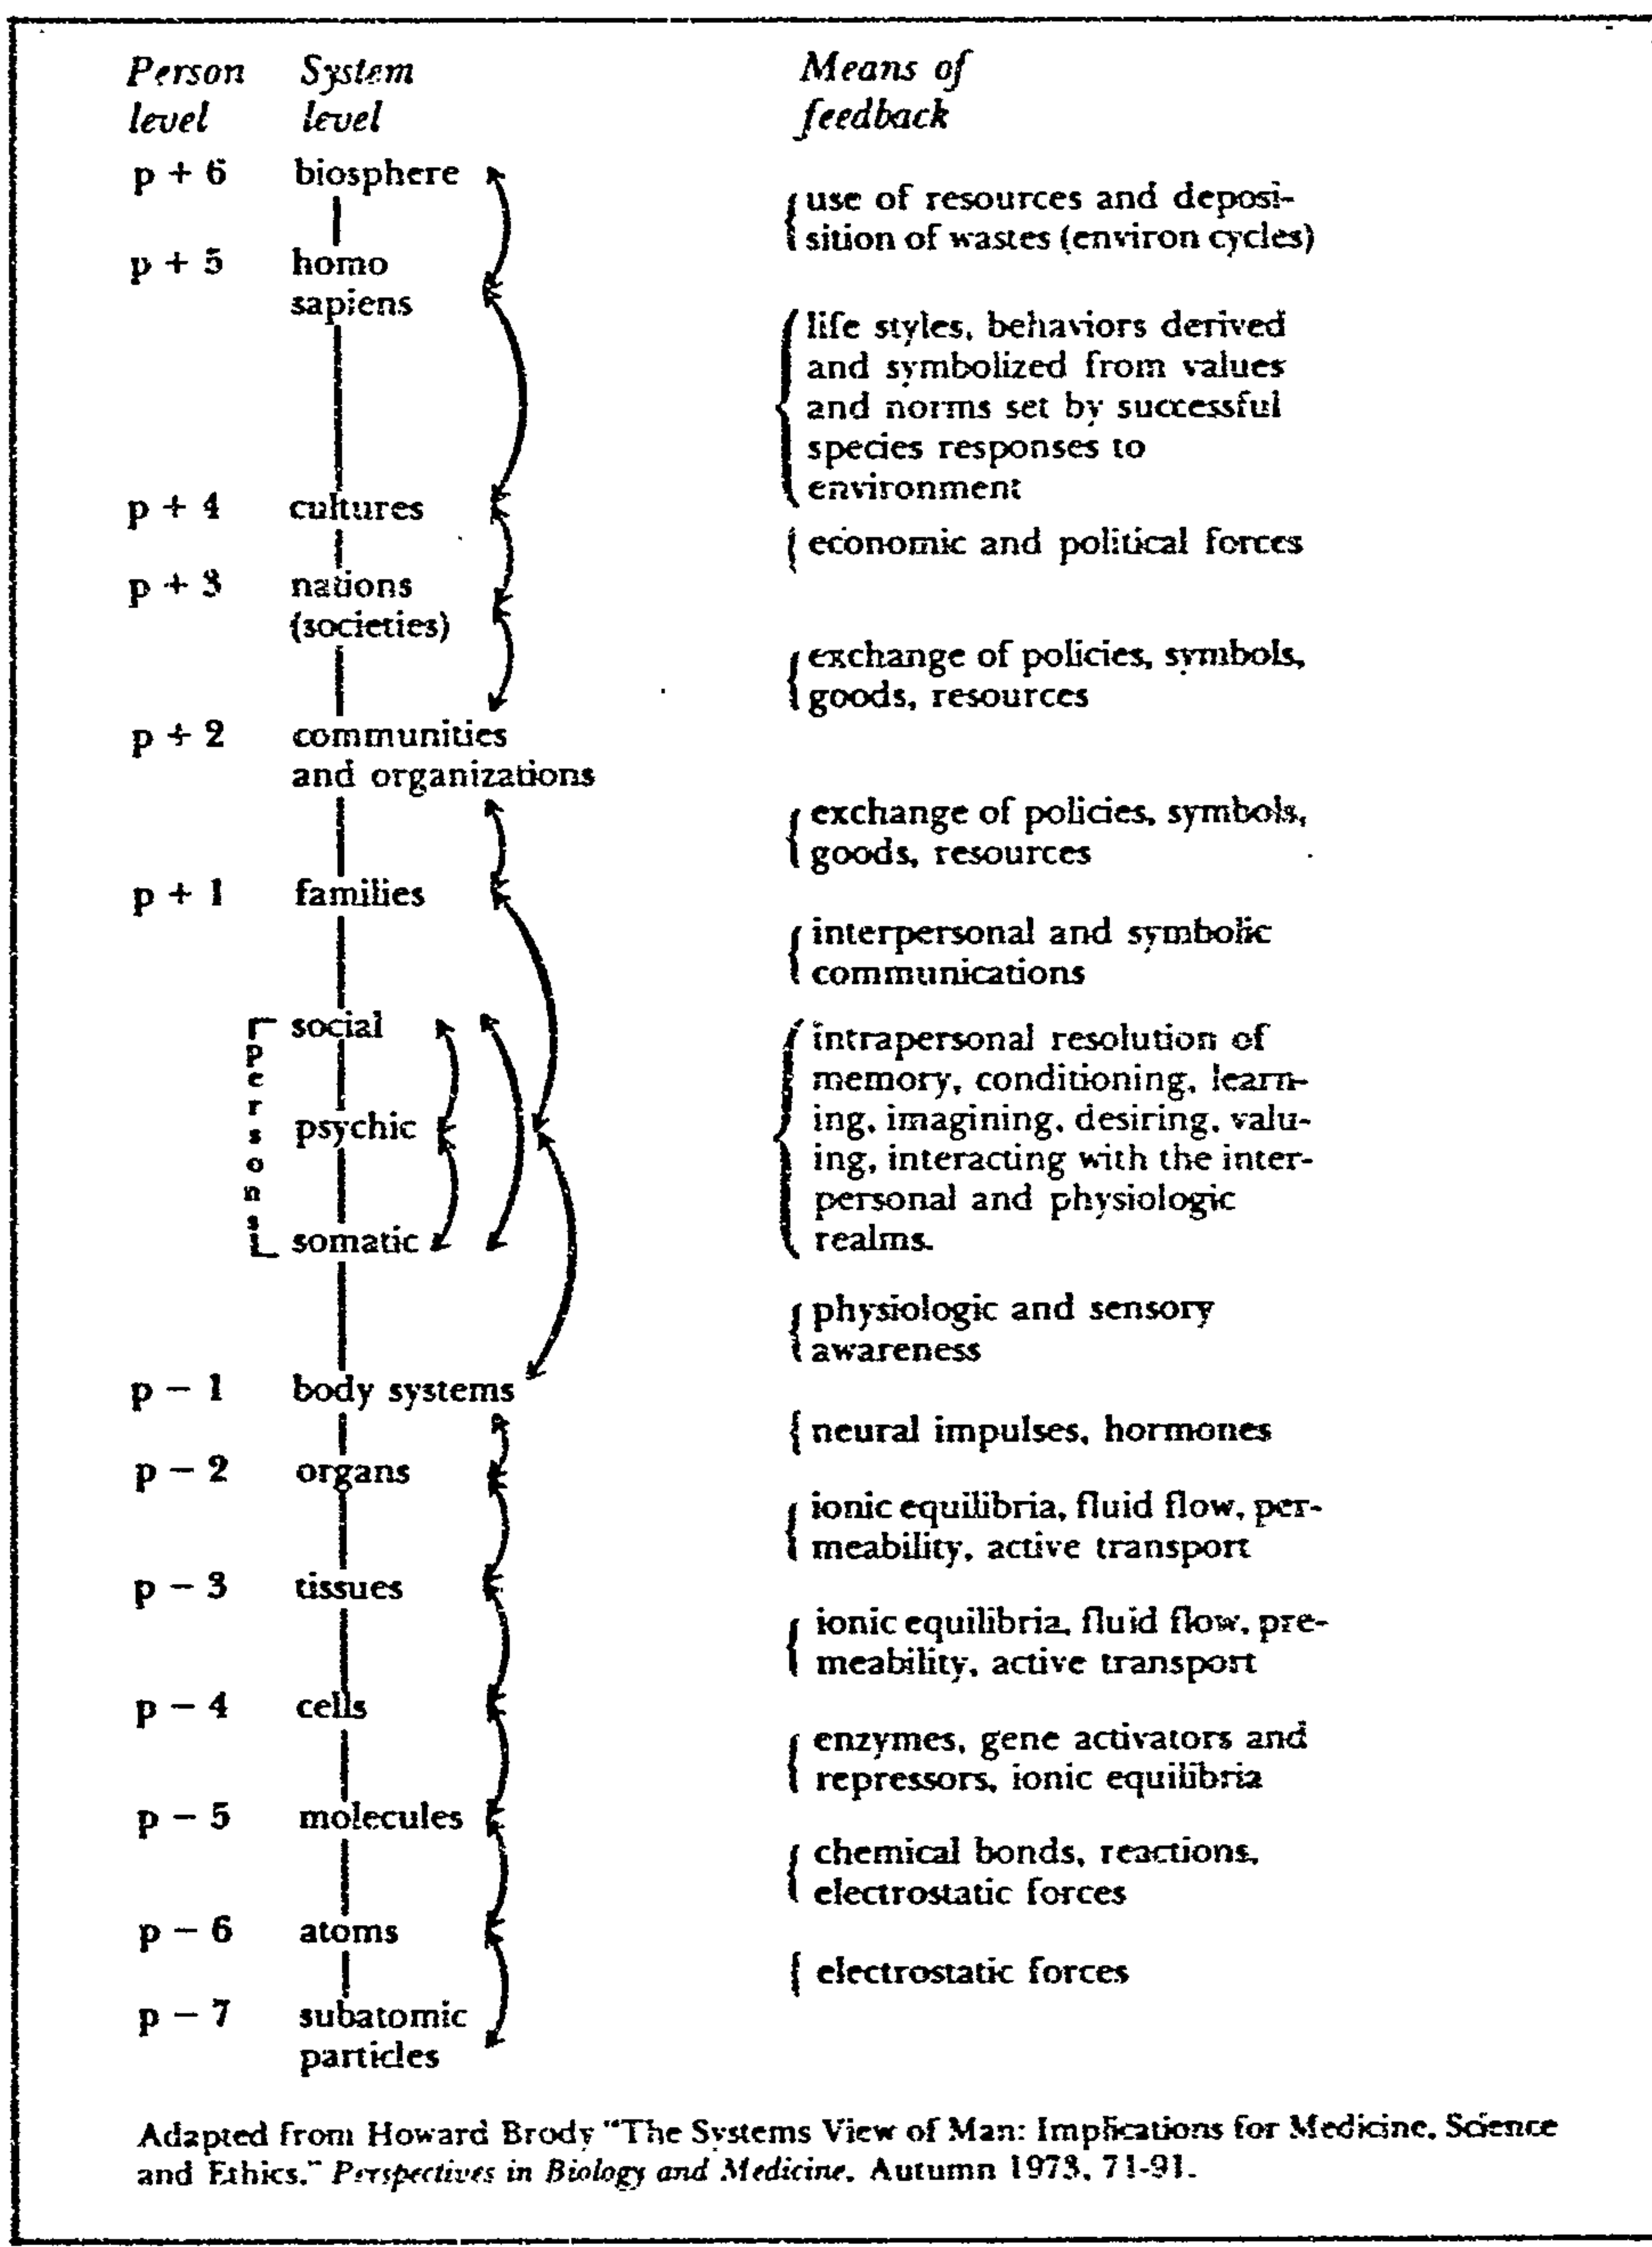 Person System Means of
level level feedback
p + 6 biosphere
{ use of resources and deposi-
sition of wastes (environ cycles)
p + 5 homo
sapiens
{ life styles, behaviors derived
and symbolized from values
and norms set by successful
species responses to
environment
p + 4 cultures
{ economic and political forces
p + 3 nations
(societies)
{ exchange of policies, symbols,
goods, resources
p + 2 communities
and organizations
{ exchange of policies, symbols,
goods, resources
p + 1 families
{ interpersonal and symbolic
communications
persons
social
psychic
somatic
{ intrapersonal resolution of
memory, conditioning, learn-
ing, imagining, desiring, valu-
ing, interacting with the inter-
personal and physiologic
realms.
{ physiologic and sensory
awareness
p − 1 body systems
{ neural impulses, hormones
p − 2 organs
{ ionic equilibria, fluid flow, per-
meability, active transport
p − 3 tissues
{ ionic equilibria, fluid flow, pre-
meability, active transport
p − 4 cells
{ enzymes, gene activators and
repressors, ionic equilibria
p − 5 molecules
{ chemical bonds, reactions,
electrostatic forces
p − 6 atoms
{ electrostatic forces
p − 7 subatomic
particles
Adapted from Howard Brody "The Systems View of Man: Implications for Medicine, Science
and Ethics." Perspectives in Biology and Medicine, Autumn 1973, 71-91.